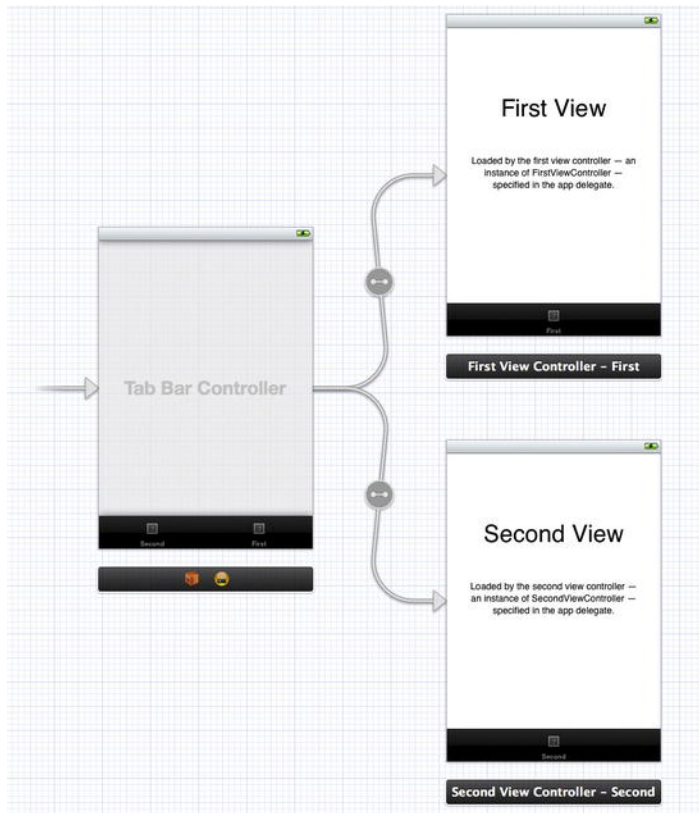 First View
Loaded by the first view controller — an
instance of FirstViewController —
specified in the app delegate.
First
First View Controller – First
Tab Bar Controller
Second
First
Second View
Loaded by the second view controller —
an instance of SecondViewController —
specified in the app delegate.
Second
Second View Controller – Second